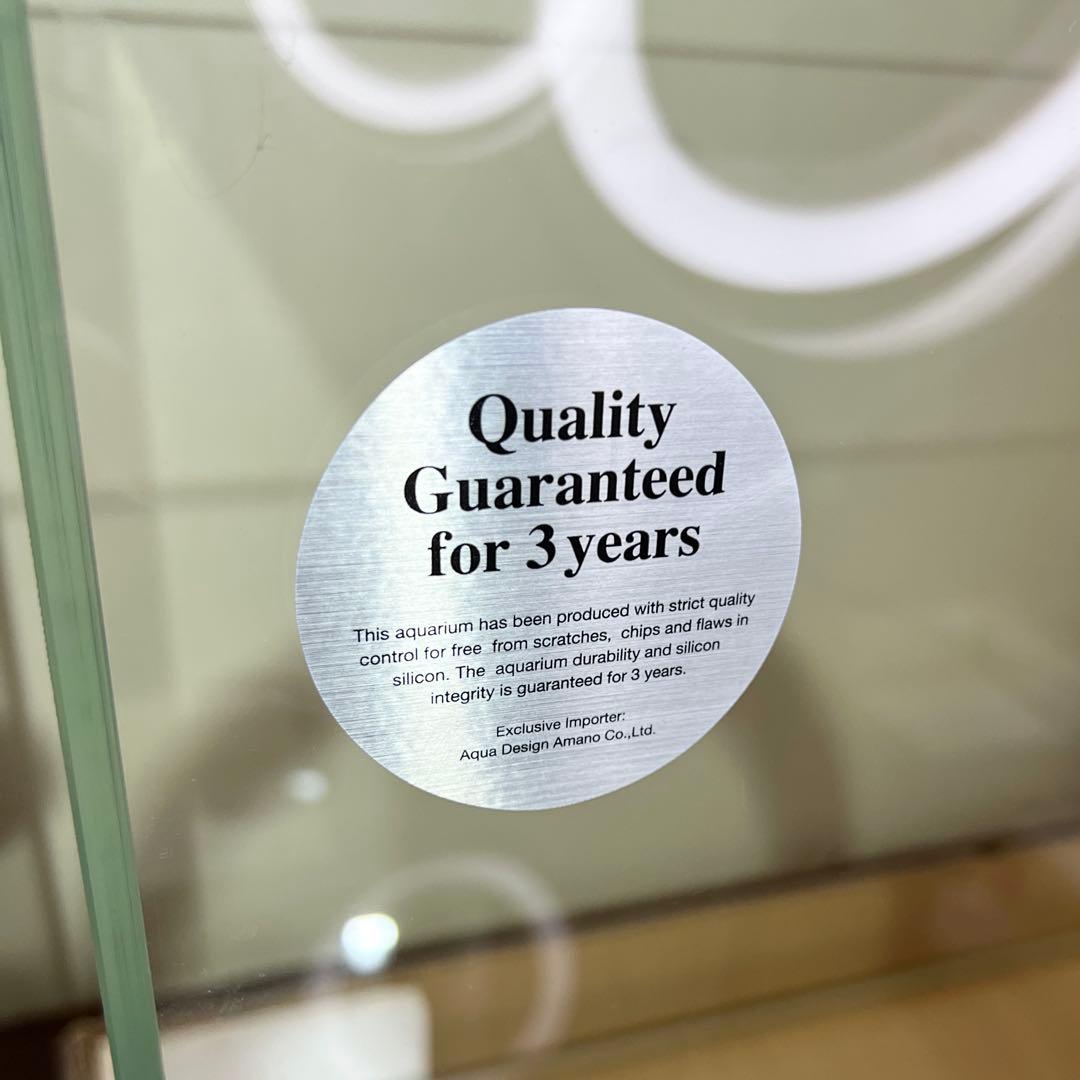 Quality
Guaranteed
for 3 years
This aquarium has been produced with strict quality
control for free from scratches, chips and flaws in
silicon. The aquarium durability and silicon
integrity is guaranteed for 3 years.
Exclusive Importer:
Aqua Design Amano Co.,Ltd.